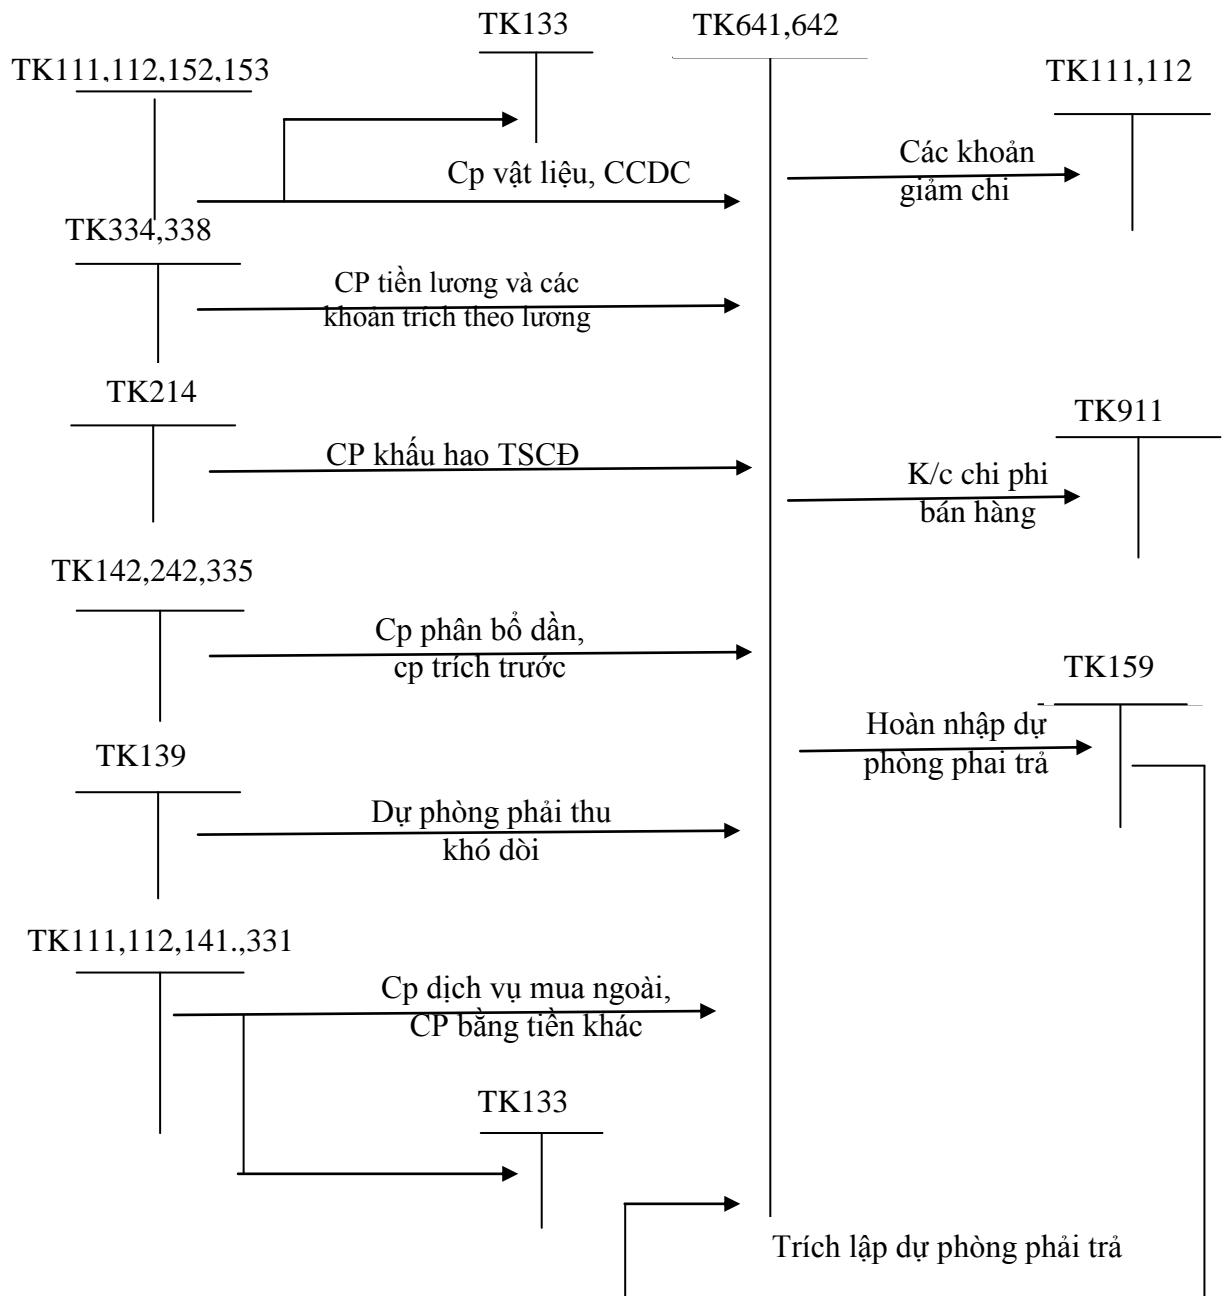 TK133
TK641,642
TK111,112,152,153
TK111,112
Cp vật liệu, CCDC
Các khoản
giảm chi
TK334,338
CP tiền lương và các
khoản trích theo lương
TK214
TK911
CP khấu hao TSCĐ
K/c chi phi
bán hàng
TK142,242,335
Cp phân bổ dần,
cp trích trước
TK159
Hoàn nhập dự
phòng phai trả
TK139
Dự phòng phải thu
khó dòi
TK111,112,141.,331
Cp dịch vụ mua ngoài,
CP bằng tiền khác
TK133
Trích lập dự phòng phải trả